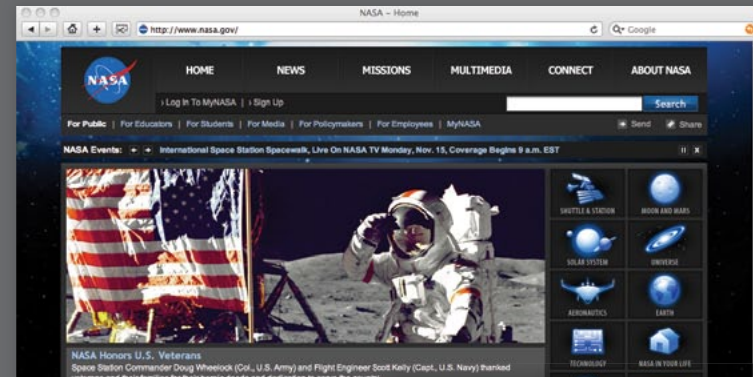 NASA – Home
http://www.nasa.gov/
Google
NASA
HOME NEWS MISSIONS MULTIMEDIA CONNECT ABOUT NASA
› Log In To MyNASA | › Sign Up
Search
For Public | For Educators | For Students | For Media | For Policymakers | For Employees | MyNASA
Send Share
NASA Events: International Space Station Spacewalk, Live On NASA TV Monday, Nov. 15, Coverage Begins 9 a.m. EST
SHUTTLE & STATION
MOON AND MARS
SOLAR SYSTEM
UNIVERSE
AERONAUTICS
EARTH
TECHNOLOGY
NASA IN YOUR LIFE
NASA Honors U.S. Veterans
Space Station Commander Doug Wheelock (Col., U.S. Army) and Flight Engineer Scott Kelly (Capt., U.S. Navy) thanked